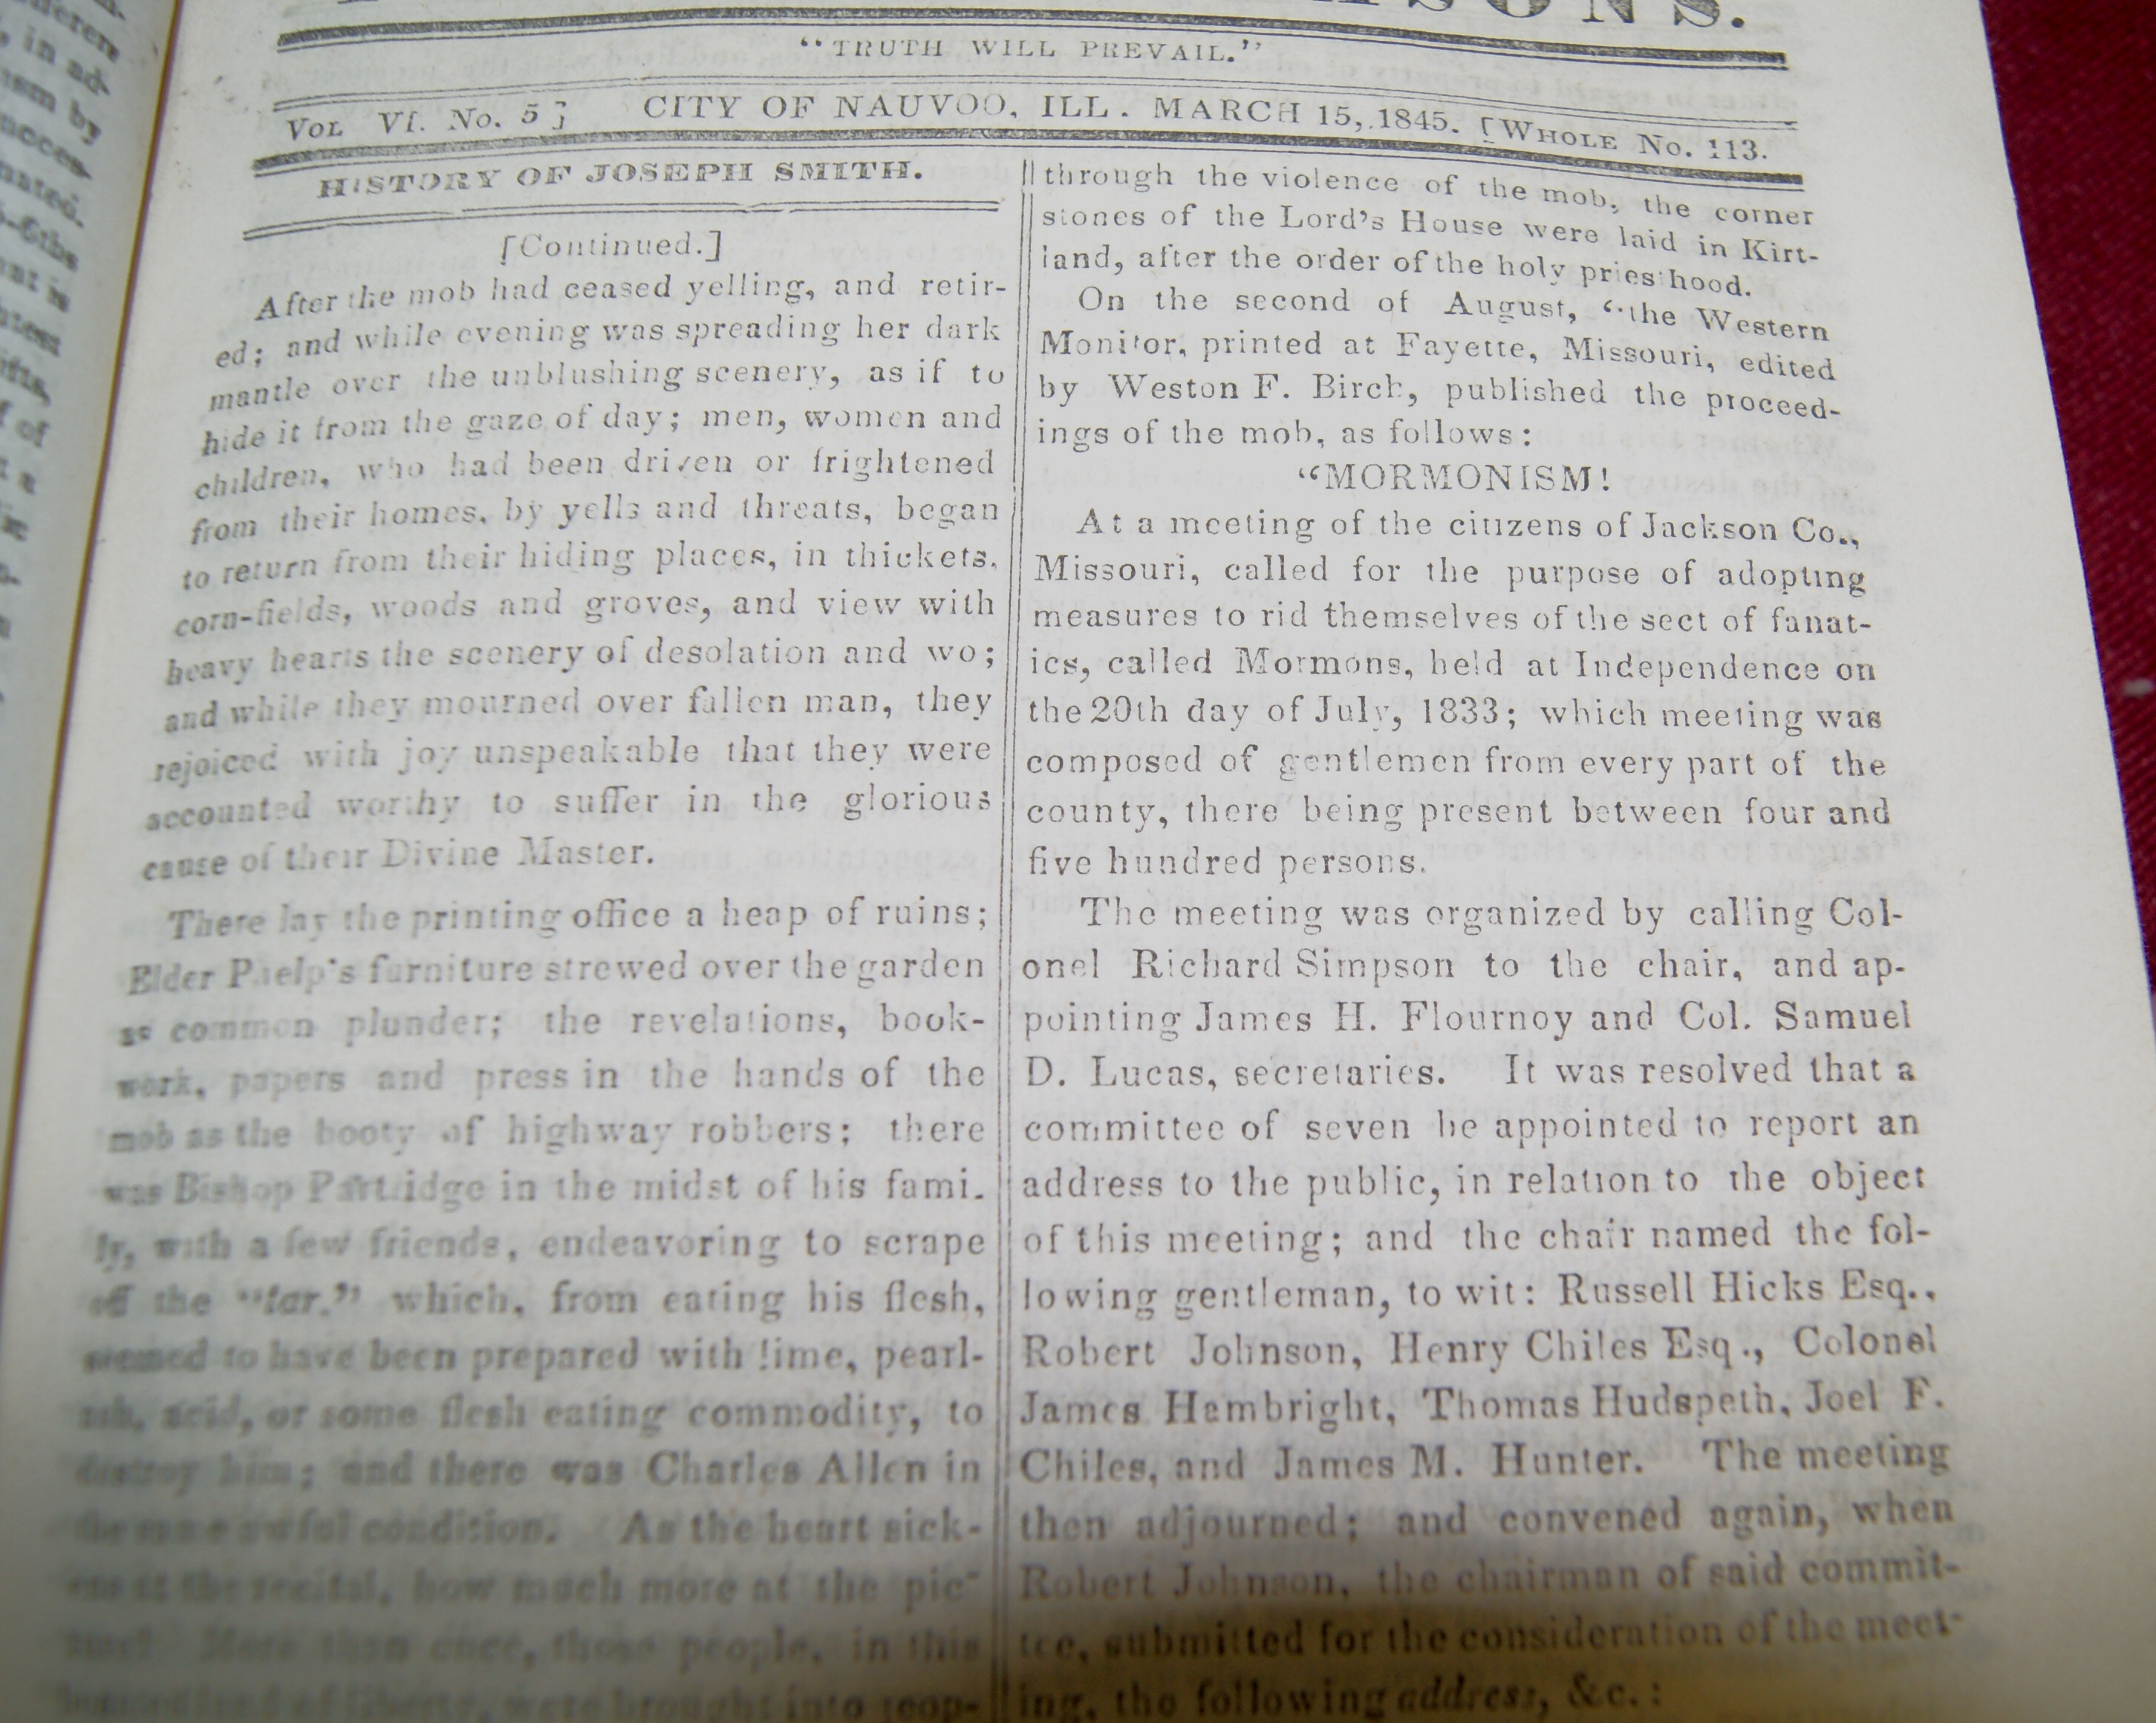 "TRUTH WILL PREVAIL."
Vol VI. No. 5] CITY OF NAUVOO, ILL. MARCH 15, 1845. [Whole No. 113.
HISTORY OF JOSEPH SMITH.
[Continued.]
After the mob had ceased yelling, and retir-
ed; and while evening was spreading her dark
mantle over the unblushing scenery, as if to
hide it from the gaze of day; men, women and
children, who had been driven or frightened
from their homes, by yells and threats, began
to return from their hiding places, in thickets,
corn-fields, woods and groves, and view with
heavy hearts the scenery of desolation and wo;
and while they mourned over fallen man, they
rejoiced with joy unspeakable that they were
accounted worthy to suffer in the glorious
cause of their Divine Master.
There lay the printing office a heap of ruins;
Elder Phelp's furniture strewed over the garden
as common plunder; the revelations, book-
work, papers and press in the hands of the
mob as the booty of highway robbers; there
was Bishop Partridge in the midst of his fami-
ly, with a few friends, endeavoring to scrape
off the "tar." which, from eating his flesh,
seemed to have been prepared with lime, pearl-
ash, acid, or some flesh eating commodity, to
destroy him; and there was Charles Allen in
the same awful condition. As the heart sick-
ens at the recital, how much more at the pic-
ture! More than once, those people, in this
land of liberty, were brought into
through the violence of the mob, the corner
stones of the Lord's House were laid in Kirt-
land, after the order of the holy priesthood.
On the second of August, "the Western
Monitor, printed at Fayette, Missouri, edited
by Weston F. Birch, published the proceed-
ings of the mob, as follows:
"MORMONISM!
At a meeting of the citizens of Jackson Co.,
Missouri, called for the purpose of adopting
measures to rid themselves of the sect of fanat-
ics, called Mormons, held at Independence on
the 20th day of July, 1833; which meeting was
composed of gentlemen from every part of the
county, there being present between four and
five hundred persons.
The meeting was organized by calling Col-
onel Richard Simpson to the chair, and ap-
pointing James H. Flournoy and Col. Samuel
D. Lucas, secretaries. It was resolved that a
committee of seven be appointed to report an
address to the public, in relation to the object
of this meeting; and the chair named the fol-
lowing gentleman, to wit: Russell Hicks Esq.,
Robert Johnson, Henry Chiles Esq., Colonel
James Hambright, Thomas Hudspeth, Joel F.
Chiles, and James M. Hunter. The meeting
then adjourned; and convened again, when
Robert Johnson, the chairman of said commit-
tee, submitted for the consideration of the meet-
ing, the following address, &c.: